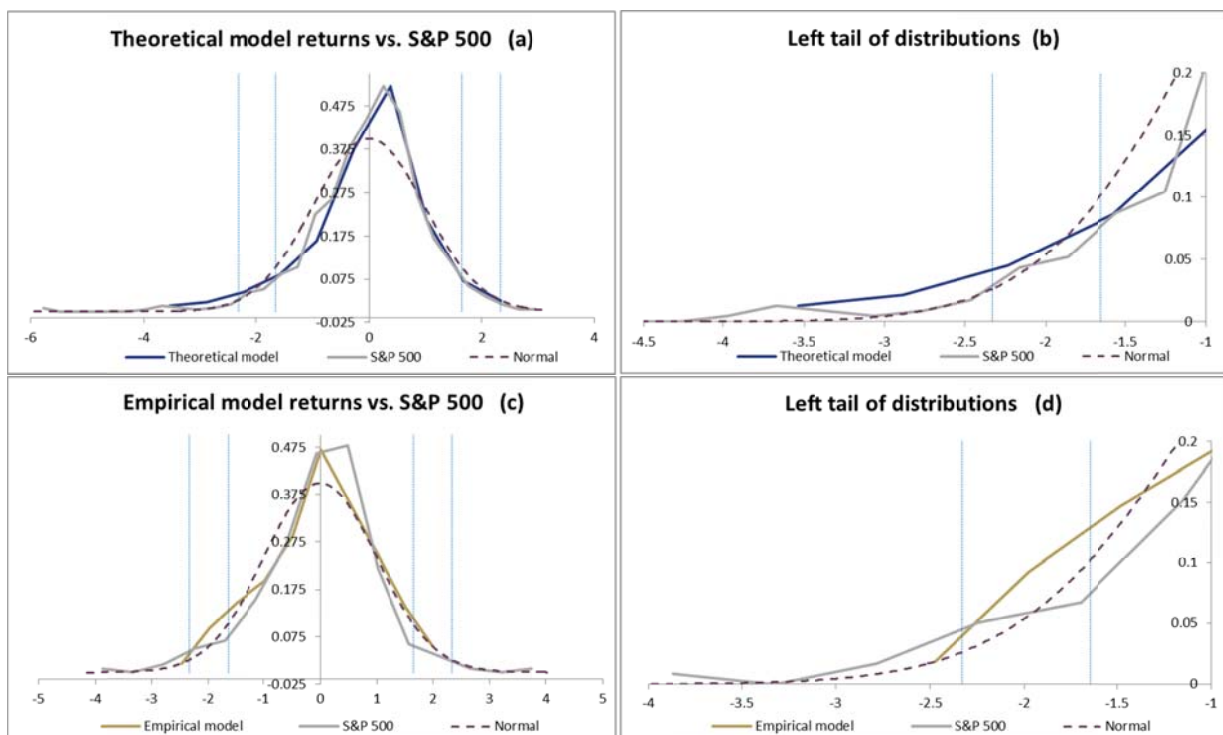 Theoretical model returns vs. S&P 500 (a)
0.475
0.375
0.275
0.175
0.075
-0.025
-6 -4 -2 0 2 4
Theoretical model S&P 500 Normal
Left tail of distributions (b)
0.2
0.15
0.1
0.05
0
-4.5 -4 -3.5 -3 -2.5 -2 -1.5 -1
Theoretical model S&P 500 Normal
Empirical model returns vs. S&P 500 (c)
0.475
0.375
0.275
0.175
0.075
-0.025
-5 -4 -3 -2 -1 0 1 2 3 4 5
Empirical model S&P 500 Normal
Left tail of distributions (d)
0.2
0.15
0.1
0.05
0
-4 -3.5 -3 -2.5 -2 -1.5 -1
Empirical model S&P 500 Normal